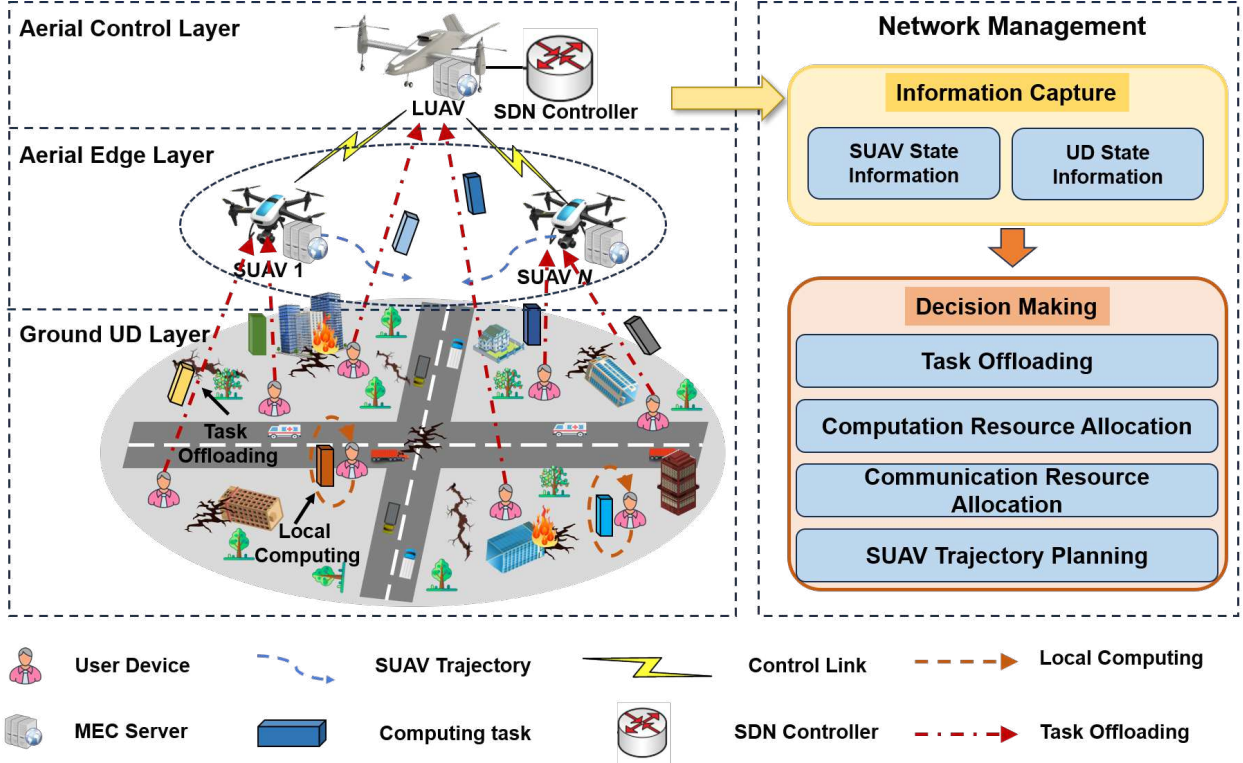 Aerial Control Layer
LUAV
SDN Controller
Aerial Edge Layer
SUAV 1
SUAV N
Ground UD Layer
Task
Offloading
Local
Computing
Network Management
Information Capture
SUAV State
Information
UD State
Information
Decision Making
Task Offloading
Computation Resource Allocation
Communication Resource
Allocation
SUAV Trajectory Planning
User Device
SUAV Trajectory
Control Link
Local Computing
MEC Server
Computing task
SDN Controller
Task Offloading